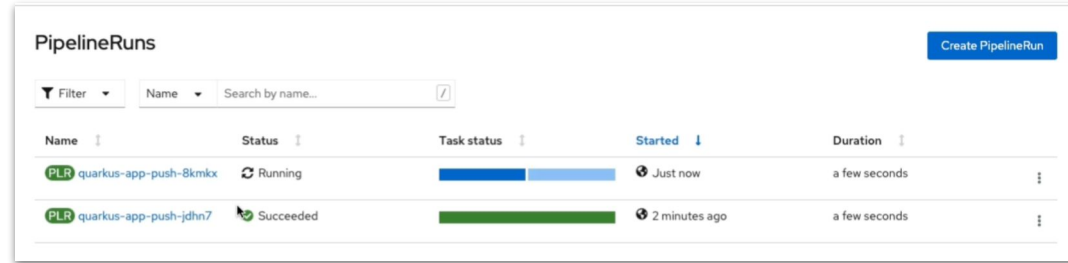 PipelineRuns
Create PipelineRun
Filter Name Search by name... /
Name Status Task status Started Duration
PLR quarkus-app-push-8kmkx Running Just now a few seconds
PLR quarkus-app-push-jdhn7 Succeeded 2 minutes ago a few seconds